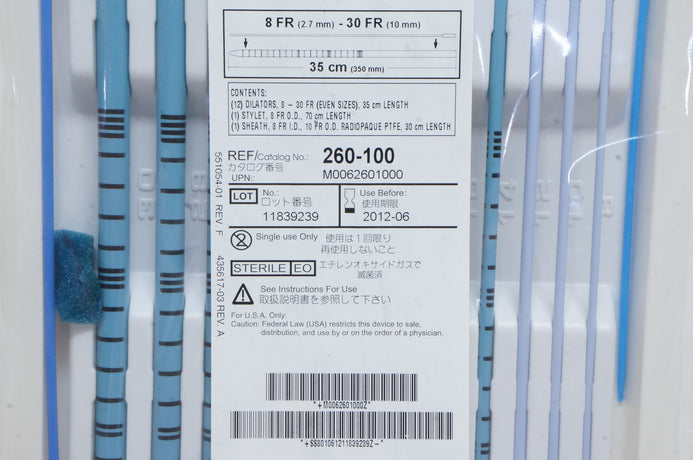 8 FR (2.7 mm) - 30 FR (10 mm)
35 cm (350 mm)
CONTENTS:
(12) DILATORS, 8 – 30 FR (EVEN SIZES), 35 cm LENGTH
(1) STYLET, 8 FR O.D., 70 cm LENGTH
(1) SHEATH, 8 FR I.D., 10 FR O.D. RADIOPAQUE PTFE, 30 cm LENGTH
REF/Catalog No.: 260-100
カタログ番号
UPN.: M0062601000
LOT No.:
ロット番号
11839239
Use Before:
使用期限
2012-06
2 Single use Only 使用は1回限り
再使用しないこと
STERILE EO エチレンオキサイドガスで
滅菌済
See Instructions For Use
取扱説明書を参照して下さい
For U.S.A. Only:
Caution: Federal Law (USA) restricts this device to sale,
distribution, and use by or on the order of a physician.
*+M0062601000Z*
*+$$801061211839239Z-*
551054-01 REV. F
435617-03 REV. A